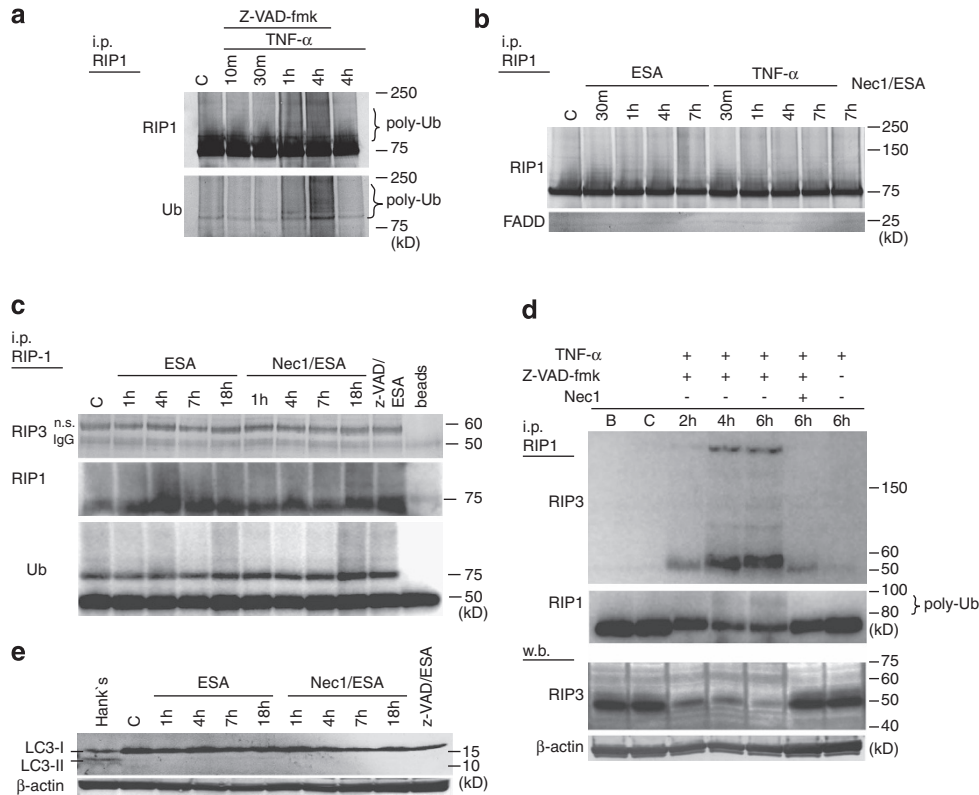 a
i.p.
RIP1
Z-VAD-fmk
TNF-α
C 10m 30m 1h 4h 4h
RIP1
250
poly-Ub
75
Ub
250
poly-Ub
75
(kD)
b
i.p.
RIP1
ESA TNF-α Nec1/ESA
C 30m 1h 4h 7h 30m 1h 4h 7h 7h
RIP1
250
150
75
FADD
25
(kD)
c
i.p.
RIP-1
ESA Nec1/ESA z-VAD/ESA beads
C 1h 4h 7h 18h 1h 4h 7h 18h
RIP3 n.s. IgG
60
50
RIP1
75
Ub
75
50
(kD)
d
TNF-α + + + + +
Z-VAD-fmk + + + + -
Nec1 - - - + -
B C 2h 4h 6h 6h 6h
i.p.
RIP1
RIP3
150
60
50
RIP1
100
80
poly-Ub
(kD)
w.b.
RIP3
75
60
50
40
β-actin
(kD)
e
Hank`s C ESA Nec1/ESA z-VAD/ESA
1h 4h 7h 18h 1h 4h 7h 18h
LC3-I
LC3-II
15
10
β-actin
(kD)